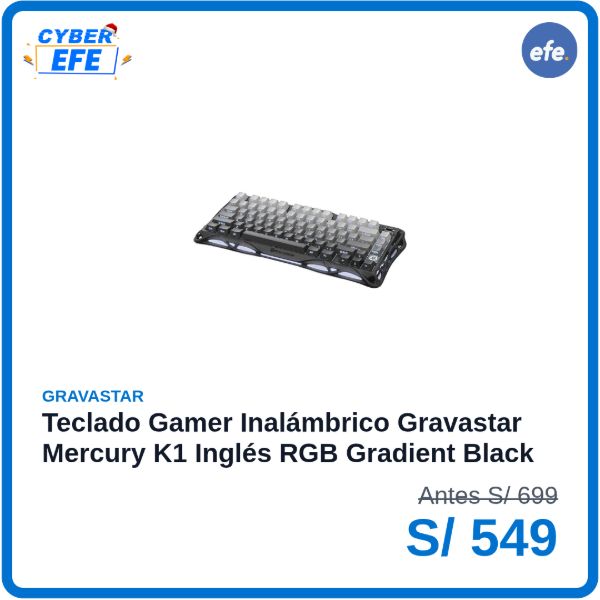 CYBER
EFE
efe.
GRAVASTAR
Teclado Gamer Inalámbrico Gravastar
Mercury K1 Inglés RGB Gradient Black
Antes S/ 699
S/ 549